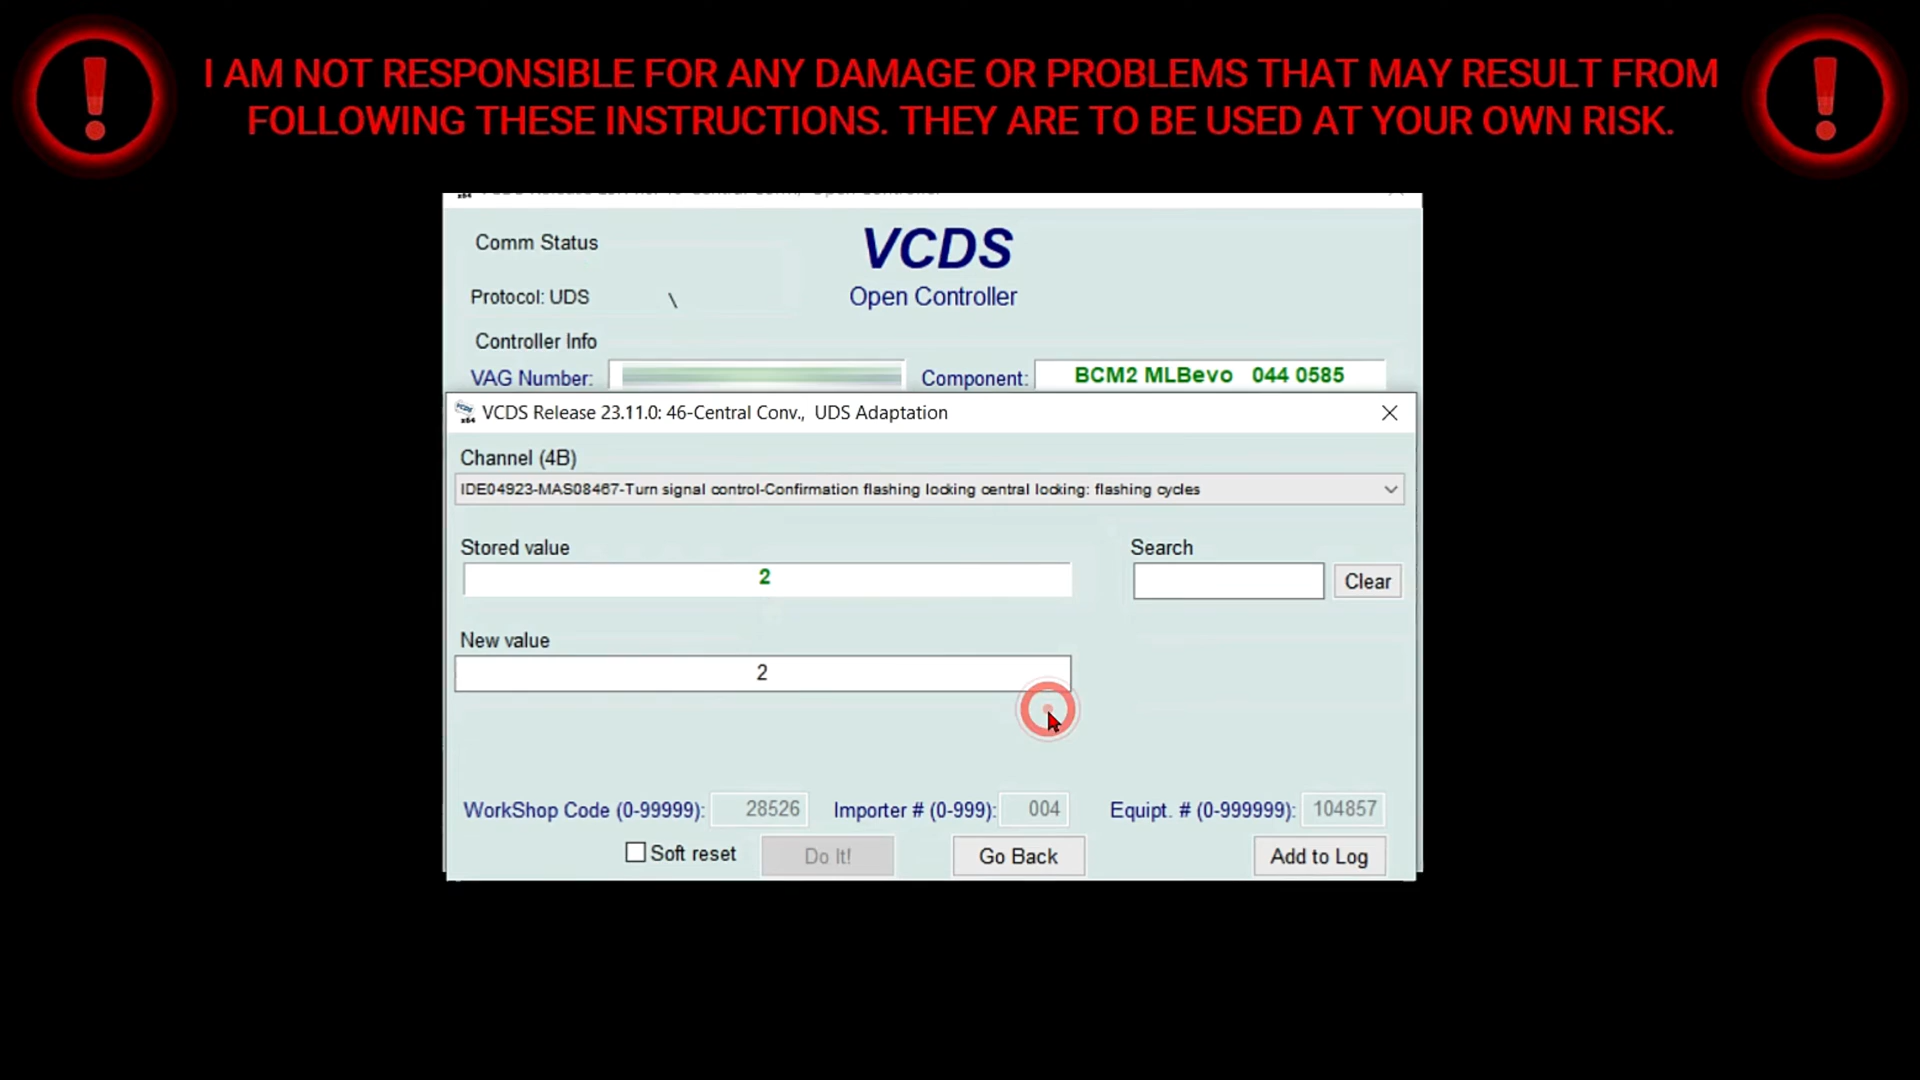 I AM NOT RESPONSIBLE FOR ANY DAMAGE OR PROBLEMS THAT MAY RESULT FROM
FOLLOWING THESE INSTRUCTIONS. THEY ARE TO BE USED AT YOUR OWN RISK.
Comm Status
VCDS
Protocol: UDS \
Open Controller
Controller Info
VAG Number: Component: BCM2 MLBevo 044 0585
VCDS Release 23.11.0: 46-Central Conv., UDS Adaptation
Channel (4B)
IDE04923-MAS08467-Turn signal control-Confirmation flashing locking central locking: flashing cycles
Stored value Search
2 Clear
New value
2
WorkShop Code (0-99999): 28526 Importer # (0-999): 004 Equipt. # (0-999999): 104857
Soft reset Do It! Go Back Add to Log